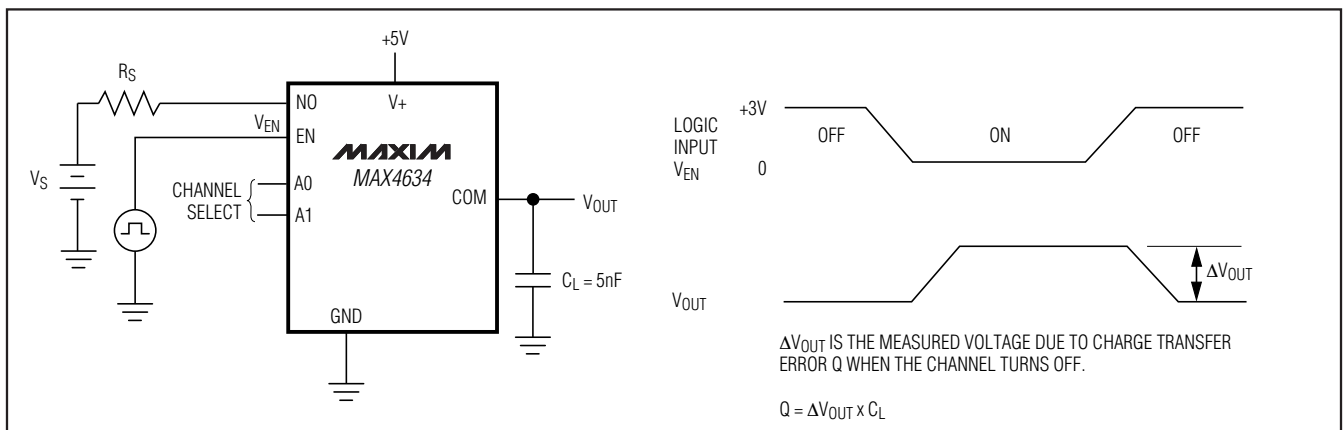 +5V
R_S
NO
V+
V_EN
EN
MAXIM
MAX4634
V_S
CHANNEL
SELECT
A0
A1
COM
V_OUT
C_L = 5nF
GND
LOGIC
INPUT
V_EN
+3V
0
OFF
ON
OFF
V_OUT
ΔV_OUT
ΔV_OUT IS THE MEASURED VOLTAGE DUE TO CHARGE TRANSFER
ERROR Q WHEN THE CHANNEL TURNS OFF.
Q = ΔV_OUT x C_L